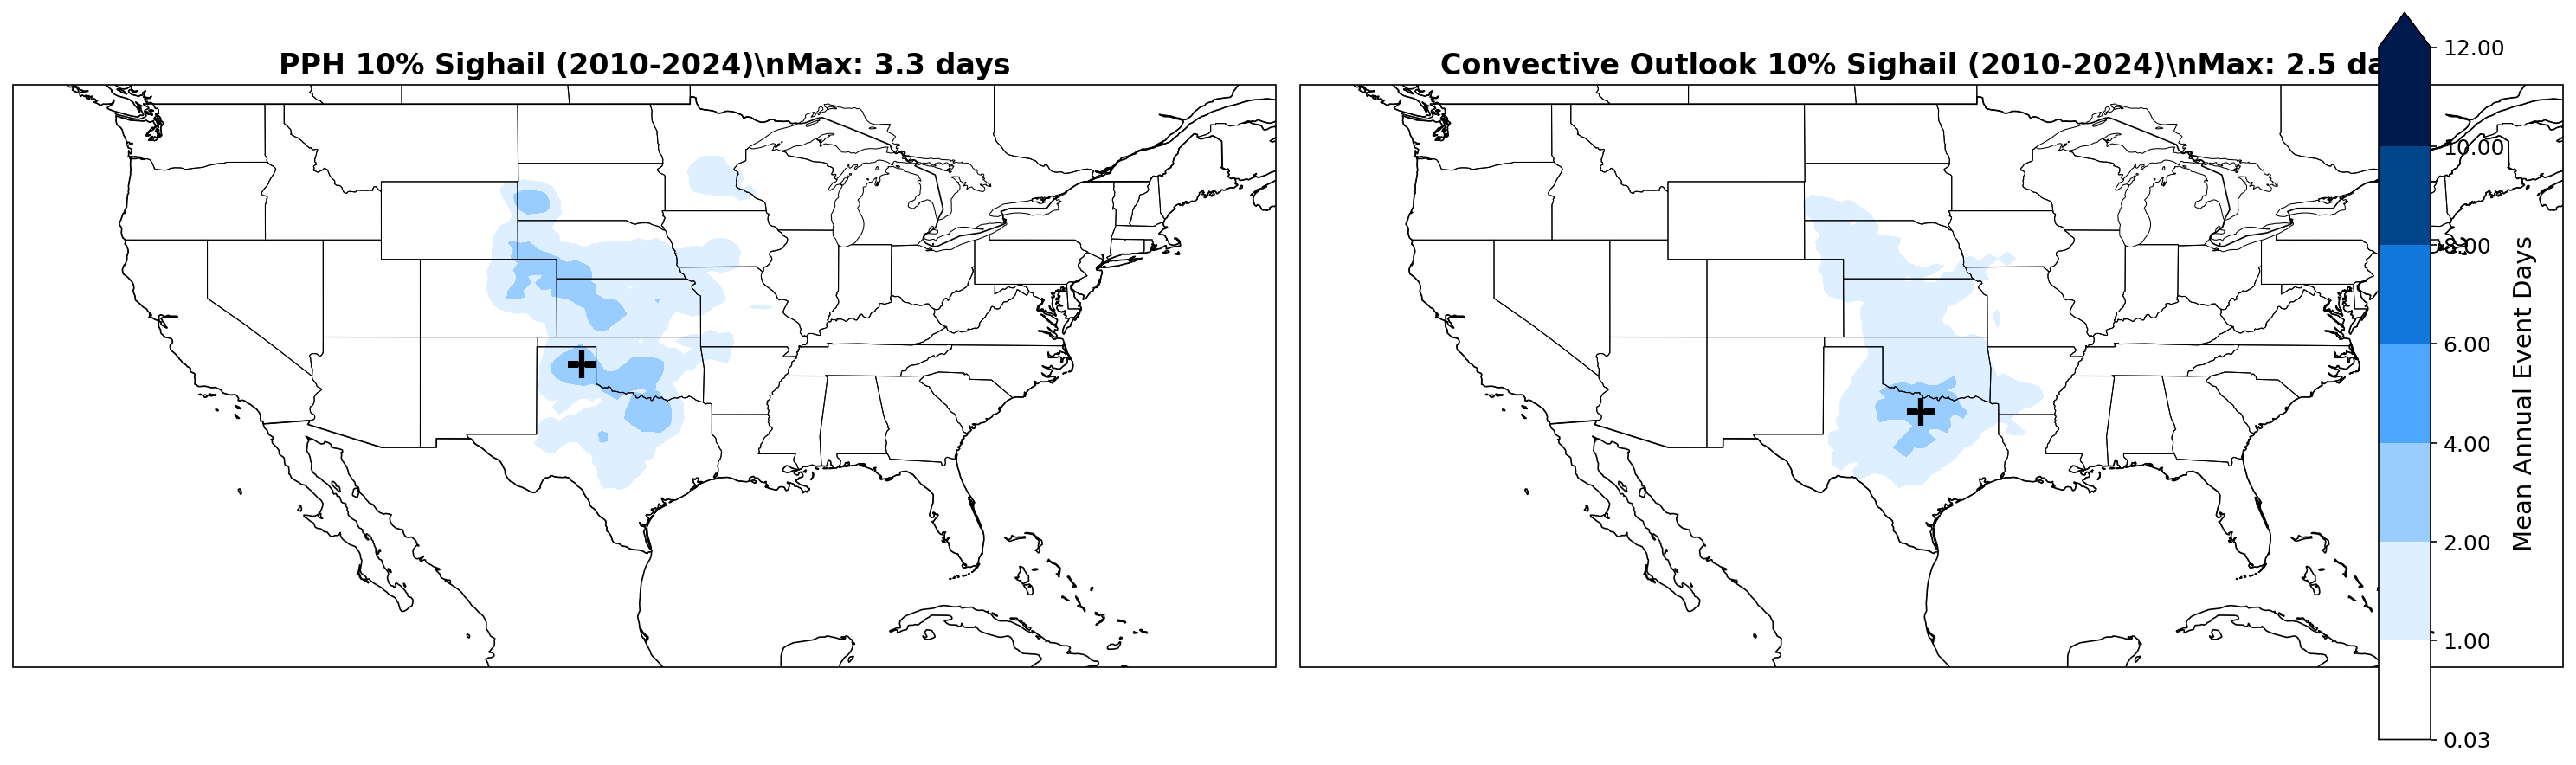 PPH 10% Sighail (2010-2024)\nMax: 3.3 days
Convective Outlook 10% Sighail (2010-2024)\nMax: 2.5 da
12.00
10.00
8.00
6.00
4.00
2.00
1.00
0.03
Mean Annual Event Days